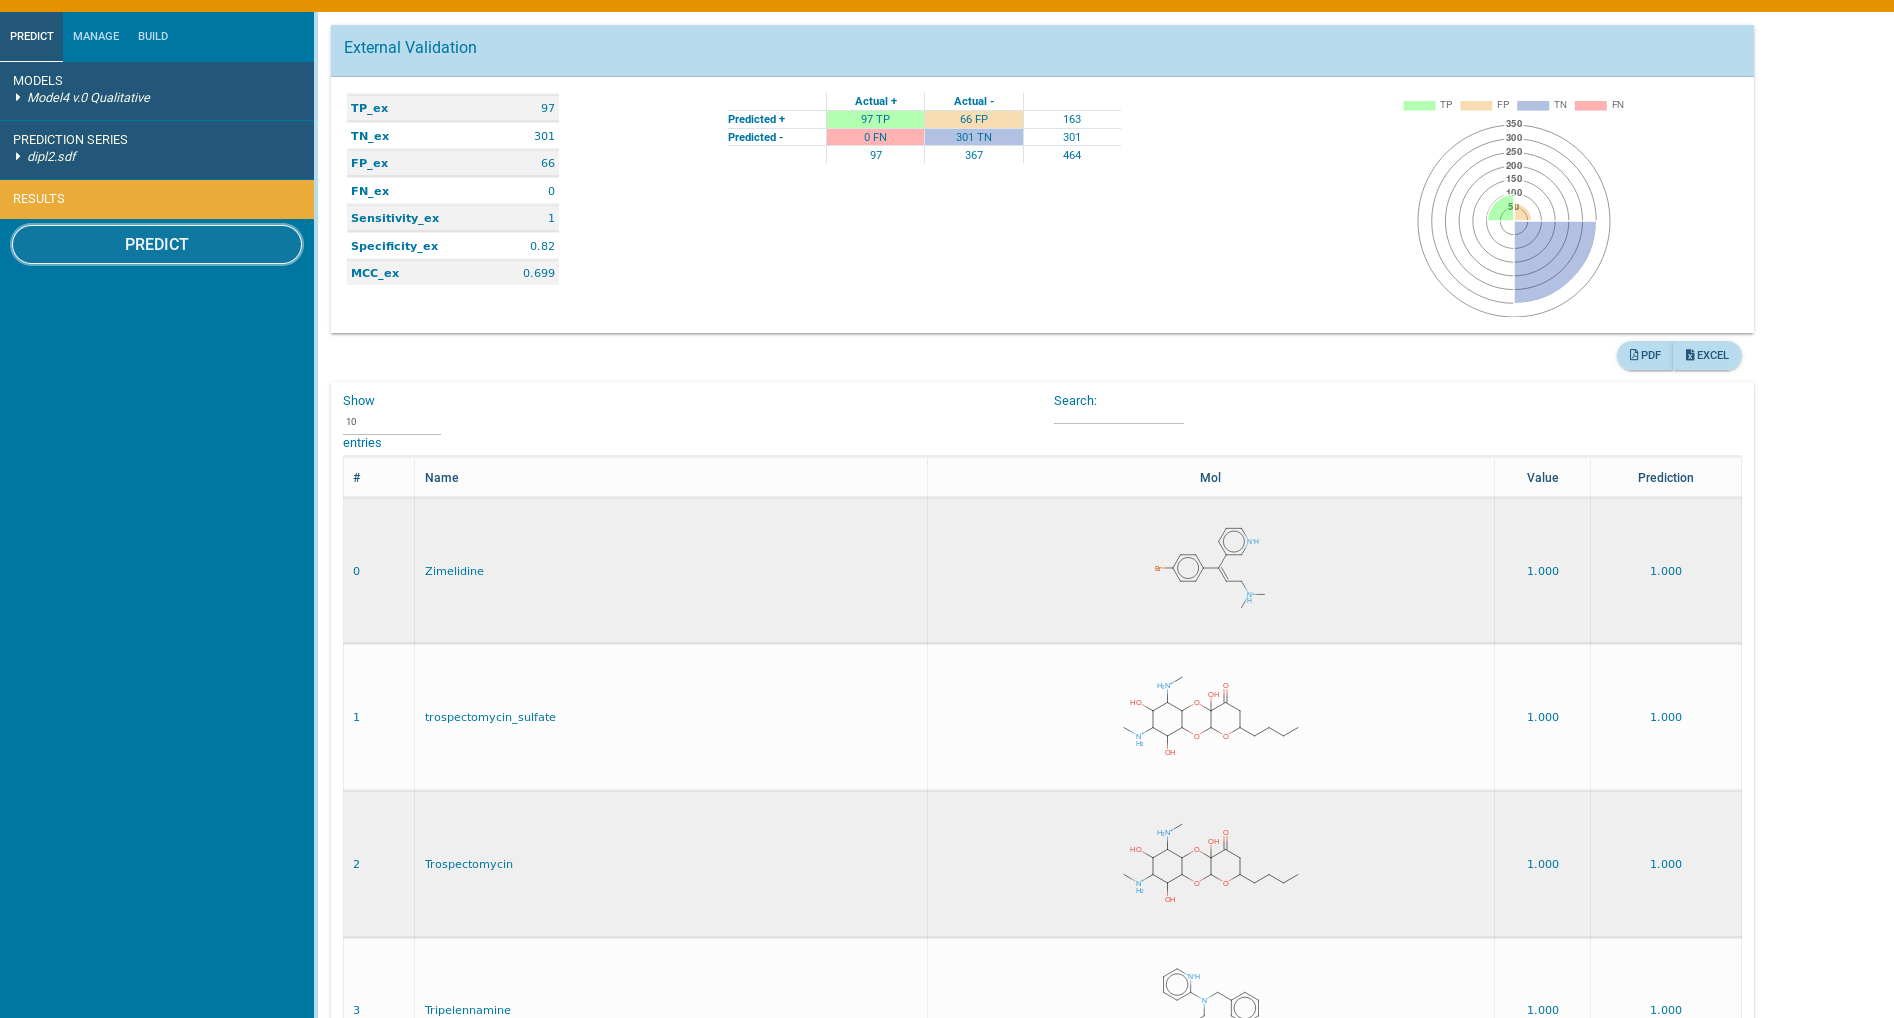 PREDICT MANAGE BUILD
MODELS
Model4 v.0 Qualitative
PREDICTION SERIES
dipl2.sdf
RESULTS
PREDICT
External Validation
TP_ex 97
TN_ex 301
FP_ex 66
FN_ex 0
Sensitivity_ex 1
Specificity_ex 0.82
MCC_ex 0.699
Actual + Actual -
Predicted + 97 TP 66 FP 163
Predicted - 0 FN 301 TN 301
97 367 464
TP FP TN FN
350
300
250
200
150
100
50
PDF EXCEL
Show
10
entries
Search:
# Name Mol Value Prediction
N+H
Br
0 Zimelidine 1.000 1.000
N+
H
H2N+ O
OH
HO O
1 trospectomycin_sulfate 1.000 1.000
N+ O O
H2
OH
H2N+ O
OH
HO O
2 Trospectomycin 1.000 1.000
N+ O O
H2
OH
N+H
N
3 Tripelennamine 1.000 1.000